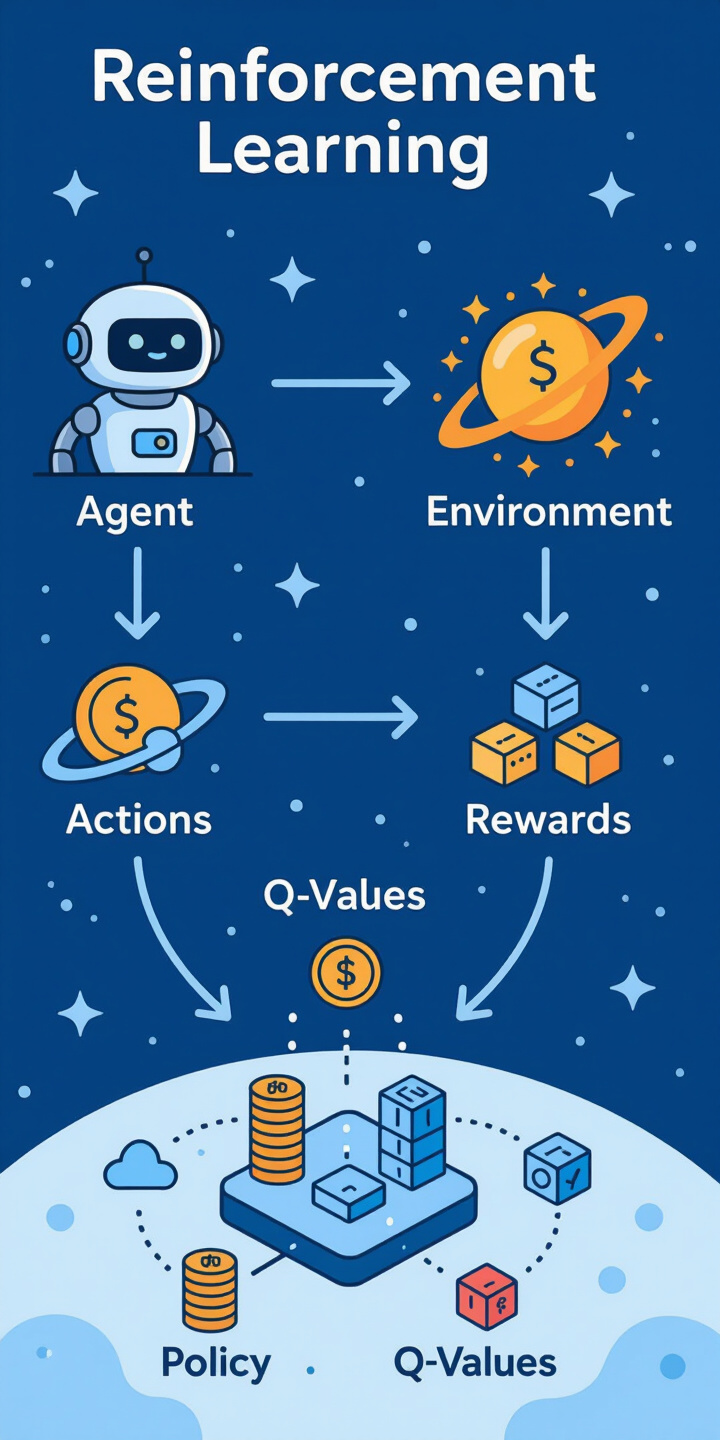 Reinforcement
Learning
$
Agent
Environment
$
Actions
Rewards
Q-Values
$
Policy
Q-Values